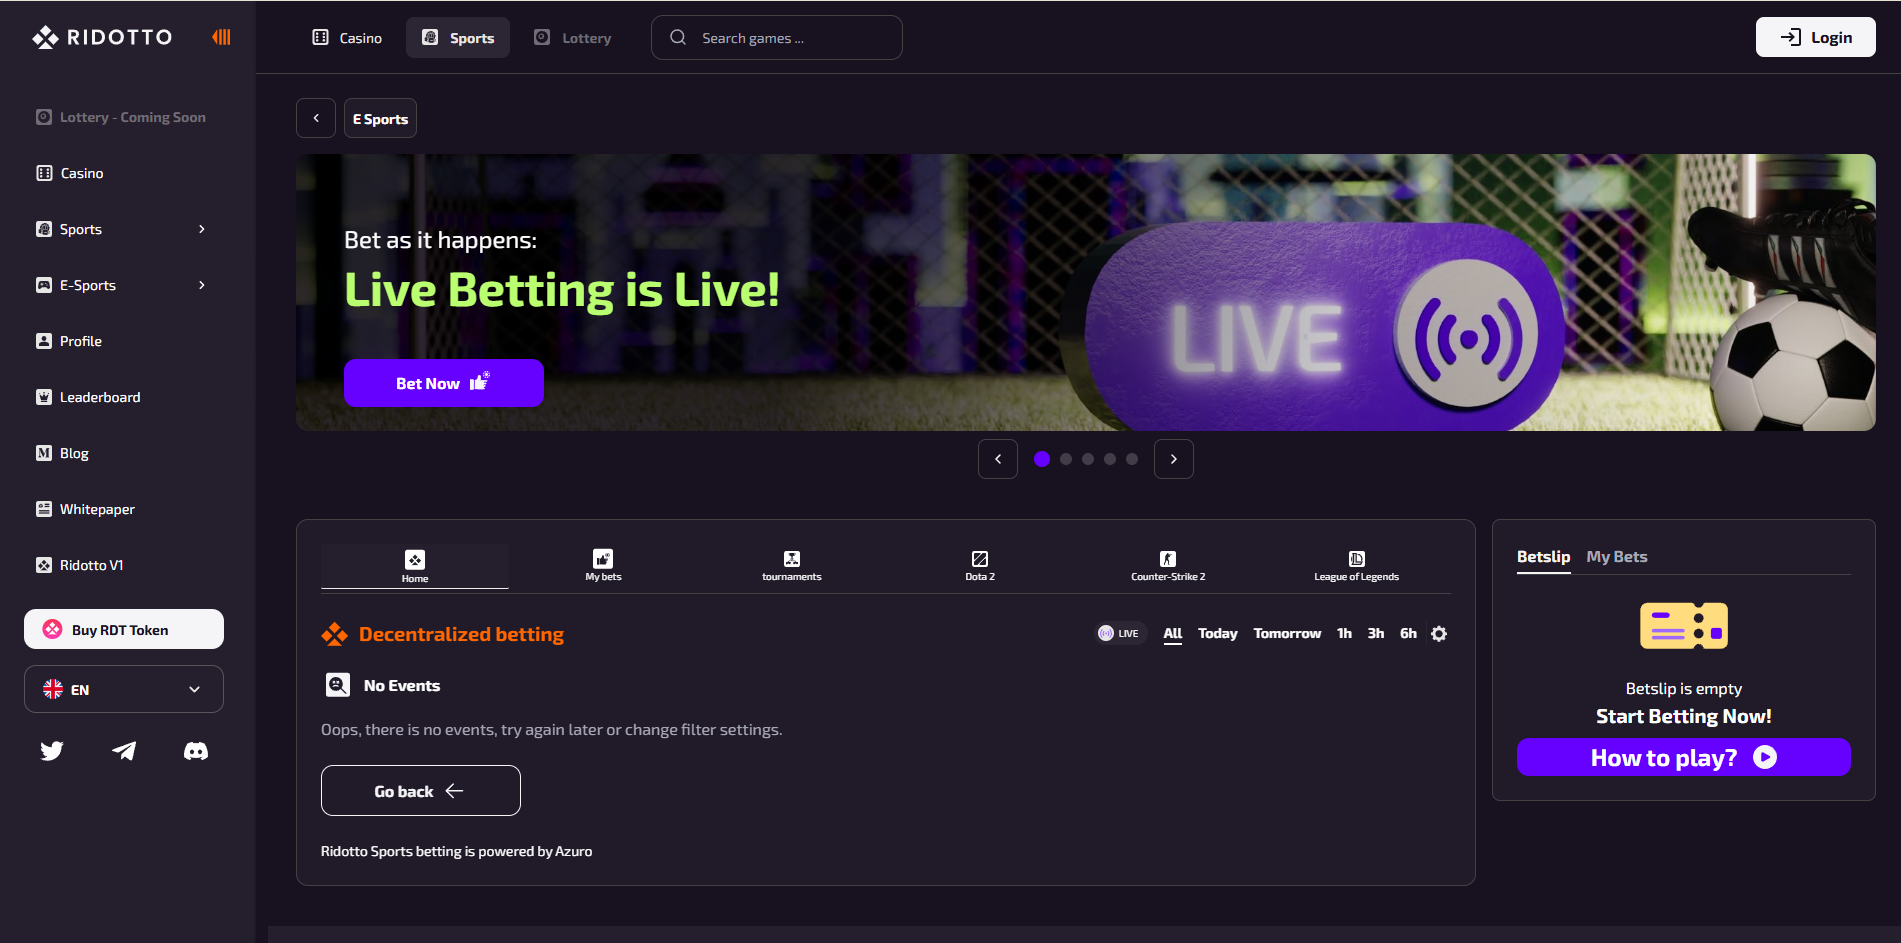 RIDOTTO
Casino
Sports
Lottery
Search games ...
Login
Lottery - Coming Soon
Casino
Sports
E-Sports
Profile
Leaderboard
Blog
Whitepaper
Ridotto V1
Buy RDT Token
EN
E Sports
Bet as it happens:
Live Betting is Live!
Bet Now
LIVE
Home
My bets
tournaments
Dota 2
Counter-Strike 2
League of Legends
Decentralized betting
LIVE
All
Today
Tomorrow
1h
3h
6h
No Events
Oops, there is no events, try again later or change filter settings.
Go back
Ridotto Sports betting is powered by Azuro
Betslip
My Bets
Betslip is empty
Start Betting Now!
How to play?